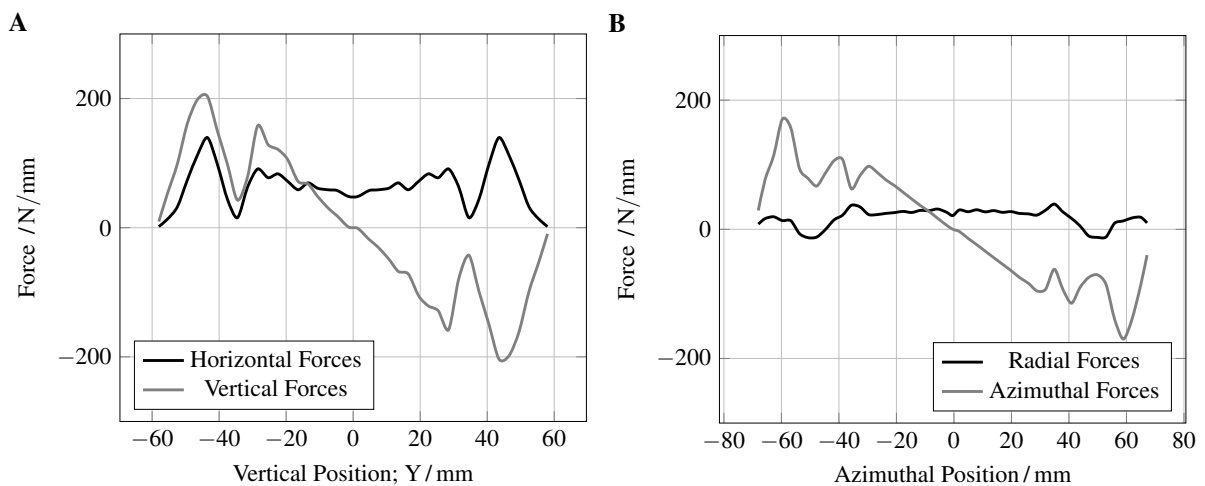 A
Force / N/mm
200
0
−200
Horizontal Forces
Vertical Forces
−60 −40 −20 0 20 40 60
Vertical Position; Y / mm
B
Force / N/mm
200
0
−200
Radial Forces
Azimuthal Forces
−80 −60 −40 −20 0 20 40 60 80
Azimuthal Position / mm